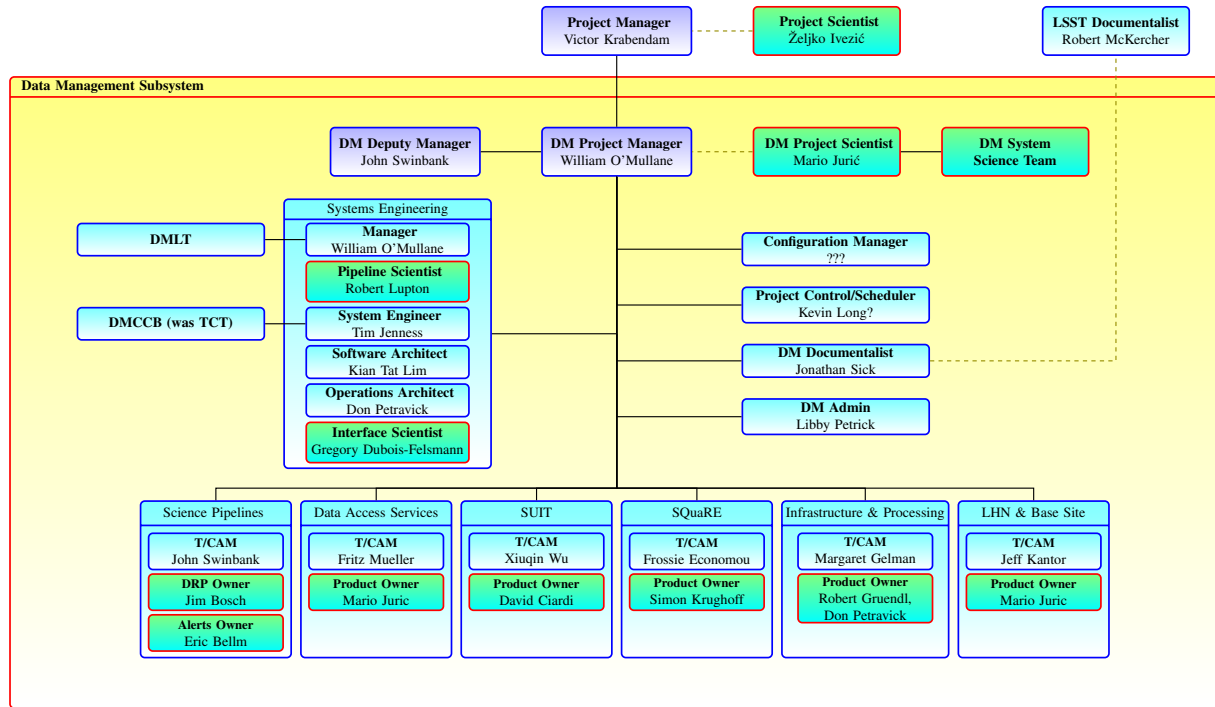 Project Manager
Victor Krabendam
Project Scientist
Željko Ivezić
LSST Documentalist
Robert McKercher
Data Management Subsystem
DM Deputy Manager
John Swinbank
DM Project Manager
William O'Mullane
DM Project Scientist
Mario Jurić
DM System
Science Team
Systems Engineering
DMLT
Manager
William O'Mullane
Pipeline Scientist
Robert Lupton
DMCCB (was TCT)
System Engineer
Tim Jenness
Software Architect
Kian Tat Lim
Operations Architect
Don Petravick
Interface Scientist
Gregory Dubois-Felsmann
Configuration Manager
???
Project Control/Scheduler
Kevin Long?
DM Documentalist
Jonathan Sick
DM Admin
Libby Petrick
Science Pipelines
T/CAM
John Swinbank
DRP Owner
Jim Bosch
Alerts Owner
Eric Bellm
Data Access Services
T/CAM
Fritz Mueller
Product Owner
Mario Juric
SUIT
T/CAM
Xiuqin Wu
Product Owner
David Ciardi
SQuaRE
T/CAM
Frossie Economou
Product Owner
Simon Krughoff
Infrastructure & Processing
T/CAM
Margaret Gelman
Product Owner
Robert Gruendl,
Don Petravick
LHN & Base Site
T/CAM
Jeff Kantor
Product Owner
Mario Juric